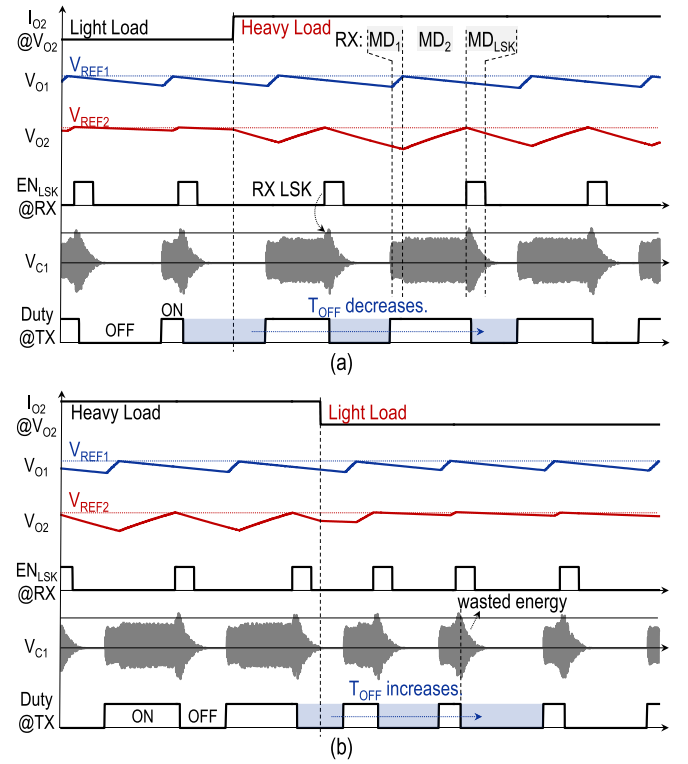 I_O2
@V_O2
Light Load
Heavy Load
RX: MD_1 MD_2 MD_LSK
V_REF1
V_O1
V_REF2
V_O2
EN_LSK
@RX
RX LSK
V_C1
Duty
@TX
OFF
ON
T_OFF decreases.
(a)
I_O2
@V_O2
Heavy Load
Light Load
V_REF1
V_O1
V_REF2
V_O2
EN_LSK
@RX
wasted energy
V_C1
Duty
@TX
ON
OFF
T_OFF increases
(b)